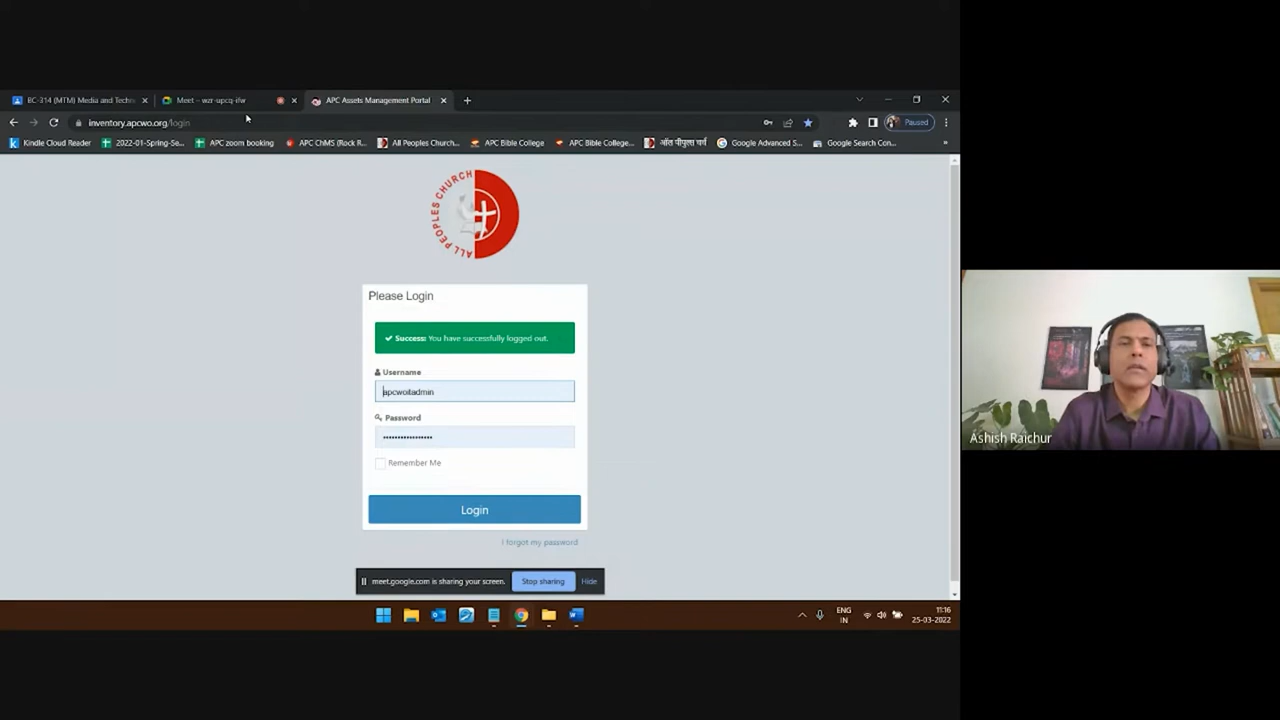 BC-314 (MTM) Media and Techn
Meet – wzr-upcq-ifw
APC Assets Management Portal
inventory.apcwo.org/login
Paused
Kindle Cloud Reader
2022-01-Spring-Se...
APC zoom booking
APC ChMS (Rock R...
All Peoples Church...
APC Bible College
APC Bible College...
ऑल पीपुल्स चर्च
Google Advanced S...
Google Search Con...
ALL PEOPLES CHURCH
Please Login
Success: You have successfully logged out.
Username
apcwoitadmin
Password
••••••••••••••••
Remember Me
Login
I forgot my password
meet.google.com is sharing your screen.
Stop sharing
Hide
ENG
IN
11:16
25-03-2022
Ashish Raichur